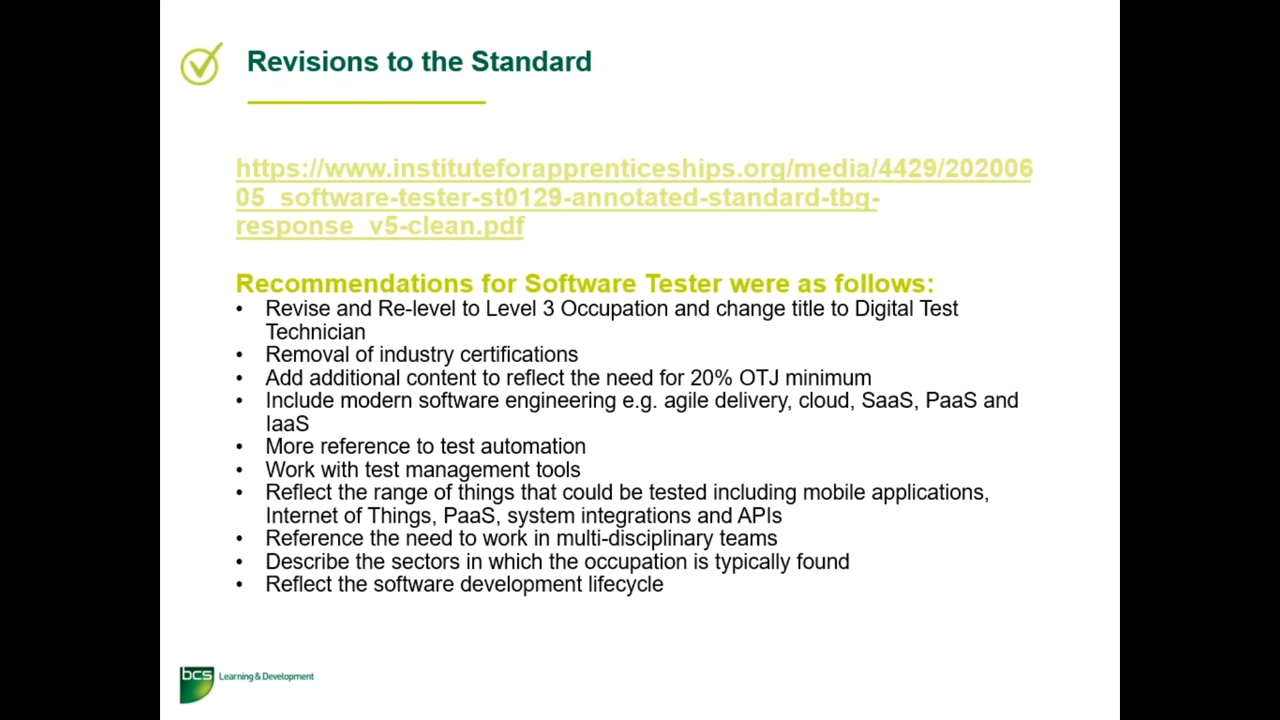 Revisions to the Standard
https://www.instituteforapprenticeships.org/media/4429/202006
05_software-tester-st0129-annotated-standard-tbg-
response_v5-clean.pdf
Recommendations for Software Tester were as follows:
• Revise and Re-level to Level 3 Occupation and change title to Digital Test
Technician
• Removal of industry certifications
• Add additional content to reflect the need for 20% OTJ minimum
• Include modern software engineering e.g. agile delivery, cloud, SaaS, PaaS and
IaaS
• More reference to test automation
• Work with test management tools
• Reflect the range of things that could be tested including mobile applications,
Internet of Things, PaaS, system integrations and APIs
• Reference the need to work in multi-disciplinary teams
• Describe the sectors in which the occupation is typically found
• Reflect the software development lifecycle
bcs Learning & Development